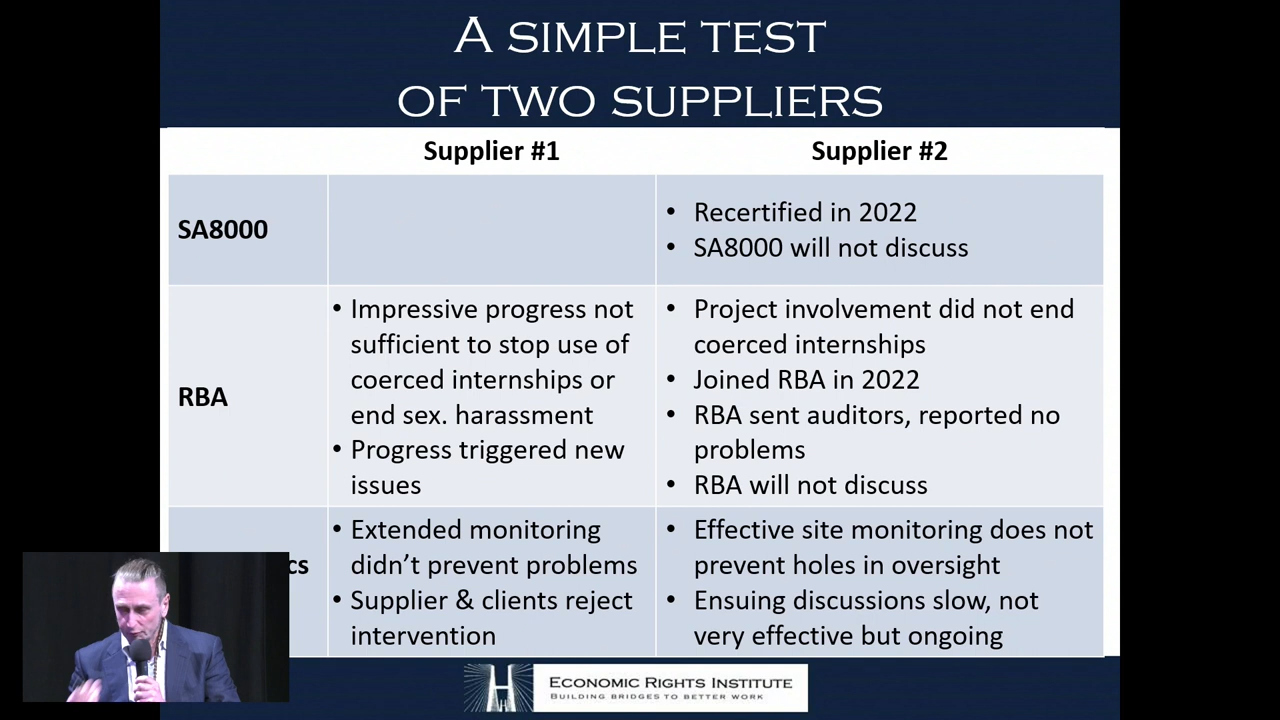 A SIMPLE TEST
OF TWO SUPPLIERS
Supplier #1
Supplier #2
SA8000
• Recertified in 2022
• SA8000 will not discuss
RBA
• Impressive progress not
sufficient to stop use of
coerced internships or
end sex. harassment
• Progress triggered new
issues
• Project involvement did not end
coerced internships
• Joined RBA in 2022
• RBA sent auditors, reported no
problems
• RBA will not discuss
cs
• Extended monitoring
didn’t prevent problems
• Supplier & clients reject
intervention
• Effective site monitoring does not
prevent holes in oversight
• Ensuing discussions slow, not
very effective but ongoing
ECONOMIC RIGHTS INSTITUTE
BUILDING BRIDGES TO BETTER WORK